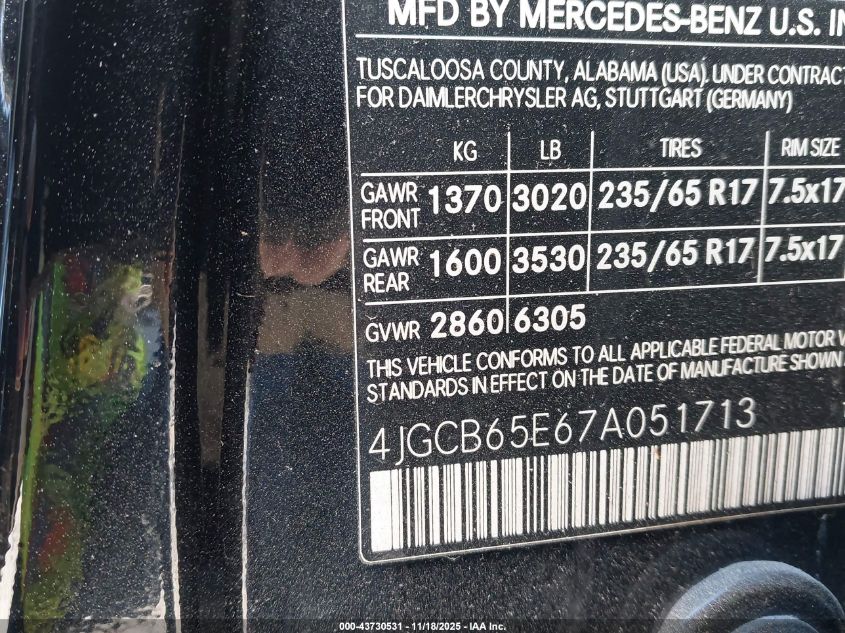 MFD BY MERCEDES-BENZ U.S. IN
TUSCALOOSA COUNTY, ALABAMA (USA). UNDER CONTRACT
FOR DAIMLERCHRYSLER AG, STUTTGART (GERMANY)
KG LB TIRES RIM SIZE
GAWR FRONT 1370 3020 235/65 R17 7.5x17
GAWR REAR 1600 3530 235/65 R17 7.5x17
GVWR 2860 6305
THIS VEHICLE CONFORMS TO ALL APPLICABLE FEDERAL MOTOR V
STANDARDS IN EFFECT ON THE DATE OF MANUFACTURE SHOWN
4JGCB65E67A051713
000-43730531 - 11/18/2025 - IAA Inc.